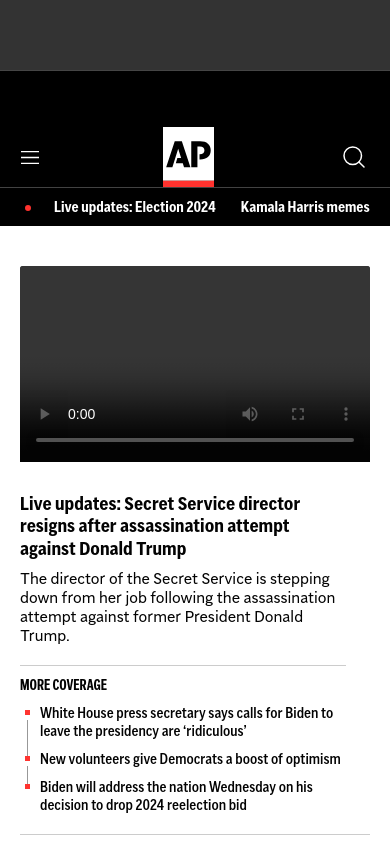 AP
Live updates: Election 2024 Kamala Harris memes
0:00
Live updates: Secret Service director
resigns after assassination attempt
against Donald Trump
The director of the Secret Service is stepping
down from her job following the assassination
attempt against former President Donald
Trump.
MORE COVERAGE
White House press secretary says calls for Biden to
leave the presidency are ‘ridiculous’
New volunteers give Democrats a boost of optimism
Biden will address the nation Wednesday on his
decision to drop 2024 reelection bid